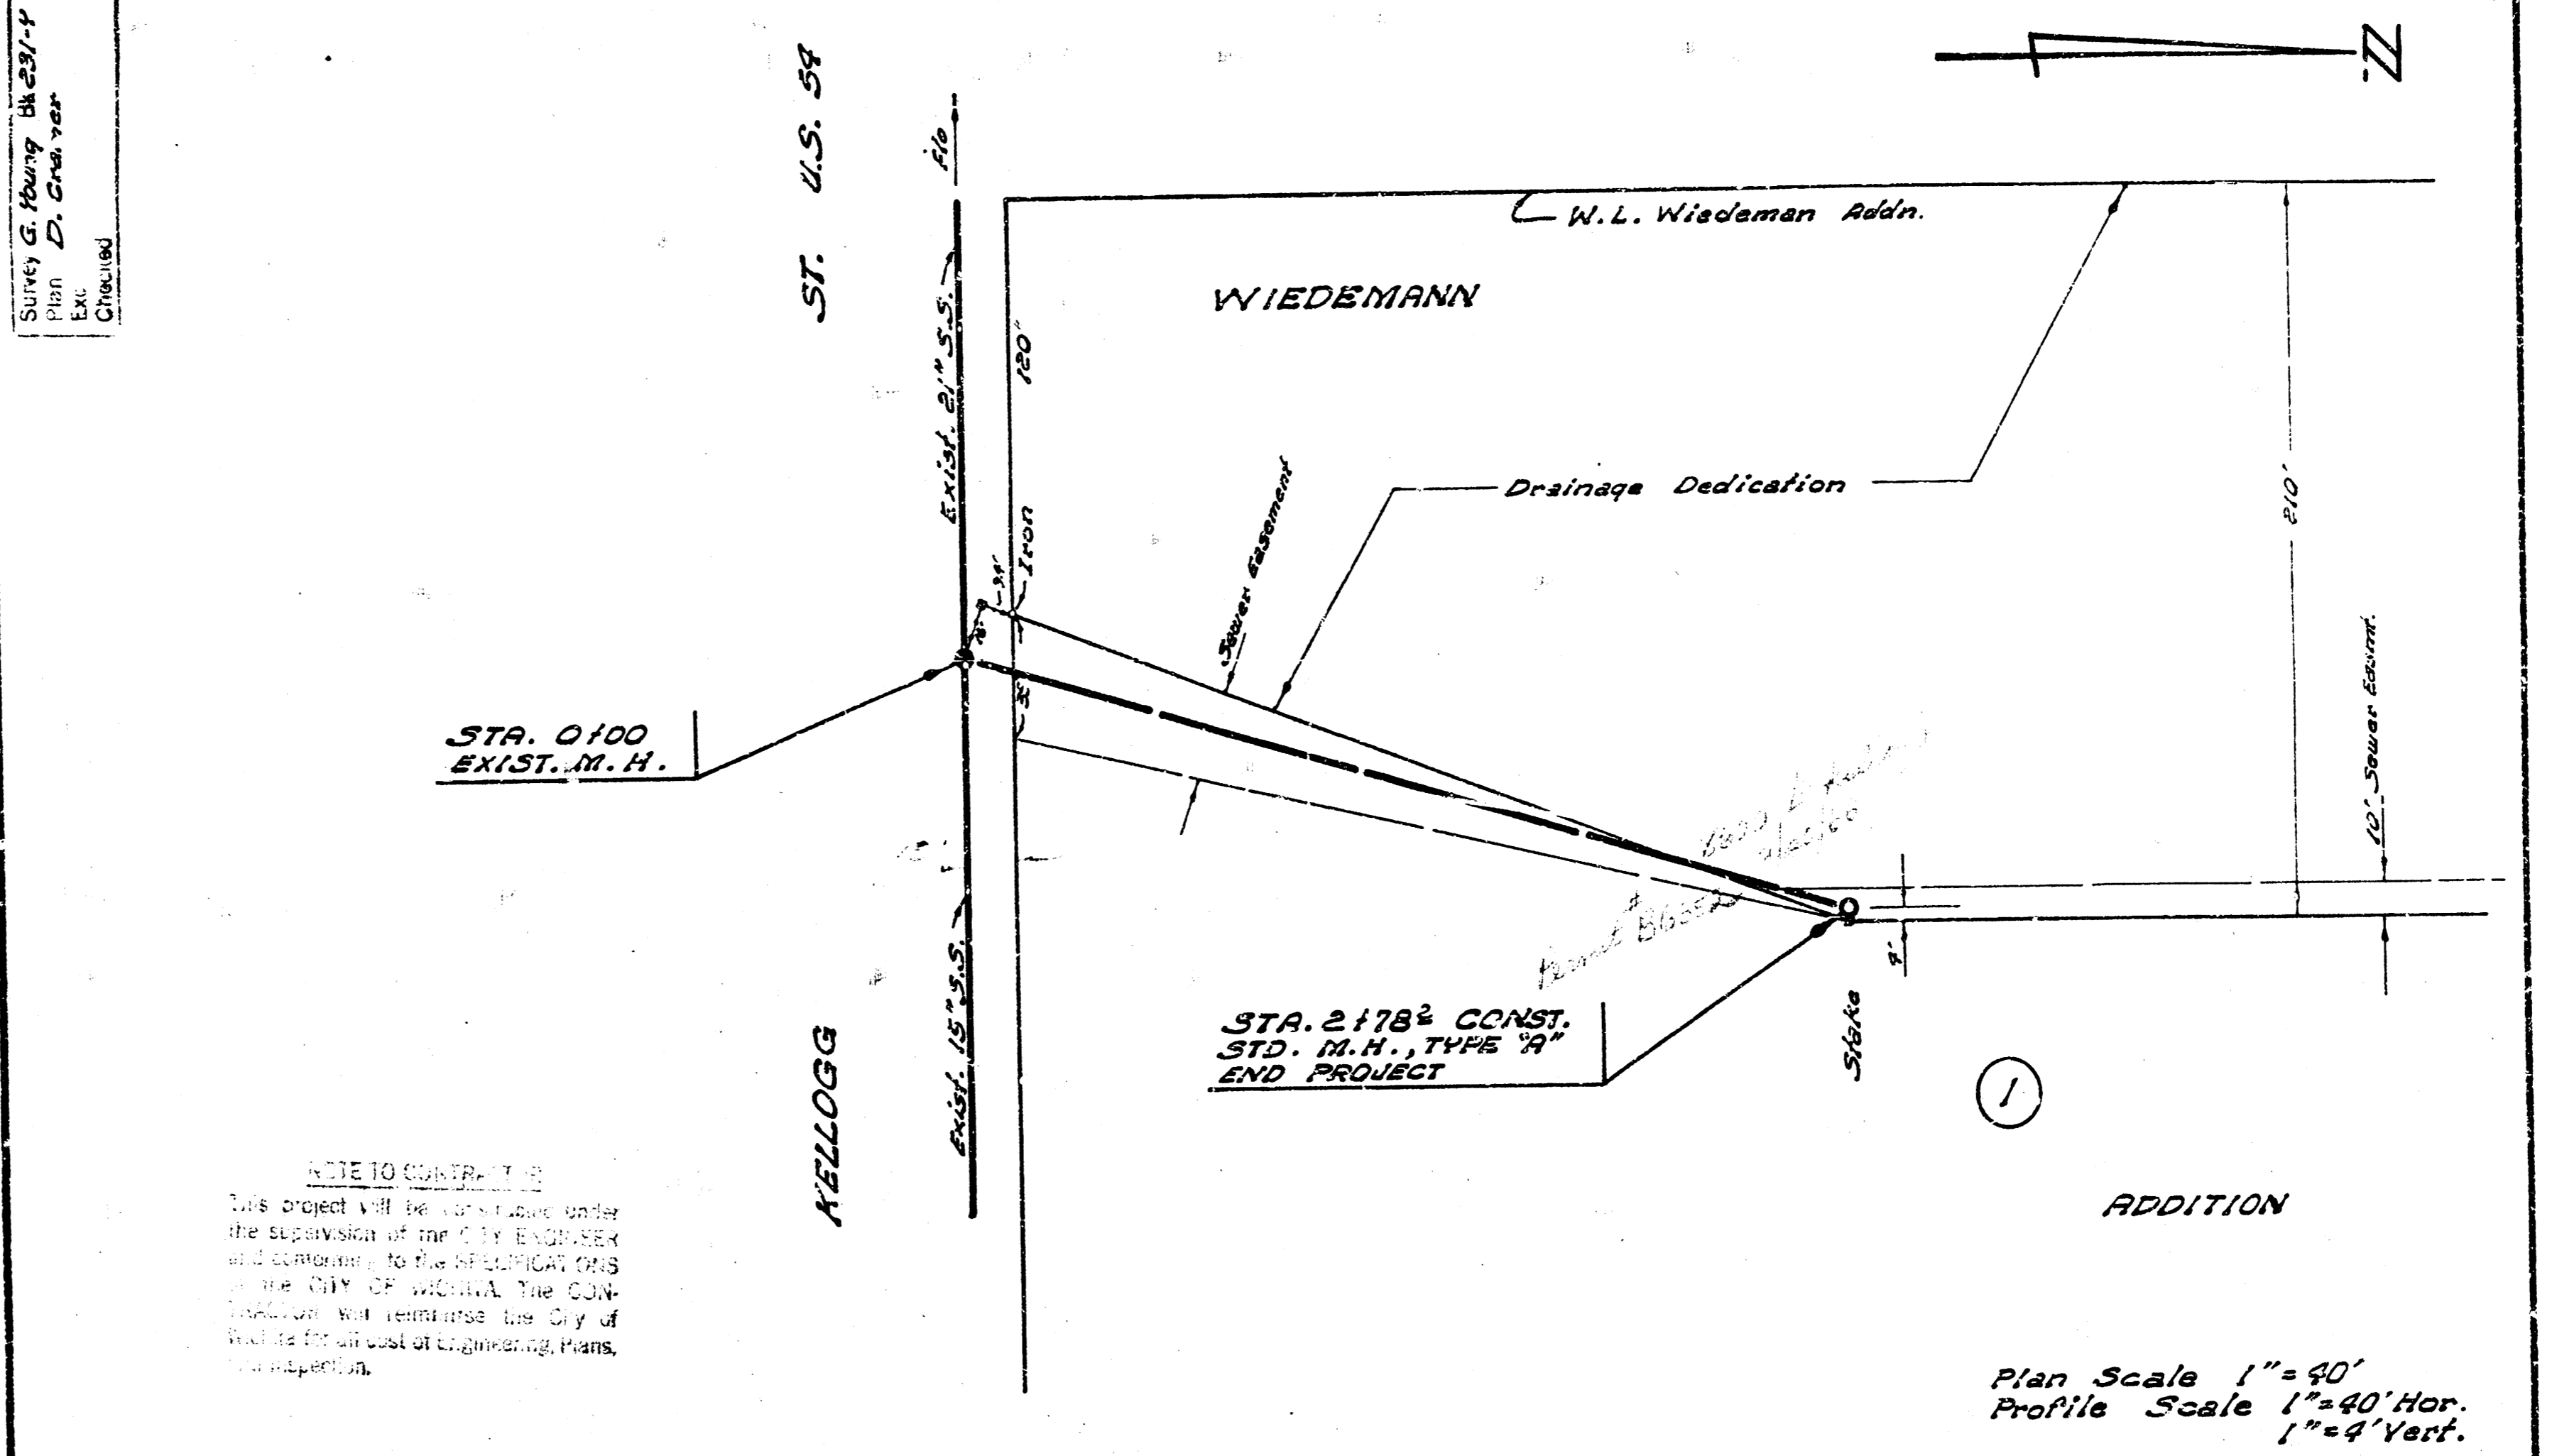 Survey G. Young Bk 231-4
Plan D. Craner
Exc
Checked
ST. U.S. 54
Flo
N
W.L. Wiedeman Addn.
WIEDEMANN
Exist. 21" S.S.
120"
Iron
Sewer Easement
Drainage Dedication
210'
10' Sewer Easmt.
STA. 0+00
EXIST. M.H.
STA. 2+78² CONST.
STD. M.H., TYPE "A"
END PROJECT
4'
Stake
1
KELLOGG
Exist. 15" S.S.
ADDITION
NOTE TO CONTRACTOR
This project will be constructed under
the supervision of the CITY ENGINEER
and conforming to the SPECIFICATIONS
of the CITY OF WICHITA. The CON-
TRACTOR will reimburse the City of
Wichita for all cost of Engineering, Plans,
and Inspection.
Plan Scale 1"=40'
Profile Scale 1"=40' Hor.
1"=4' Vert.